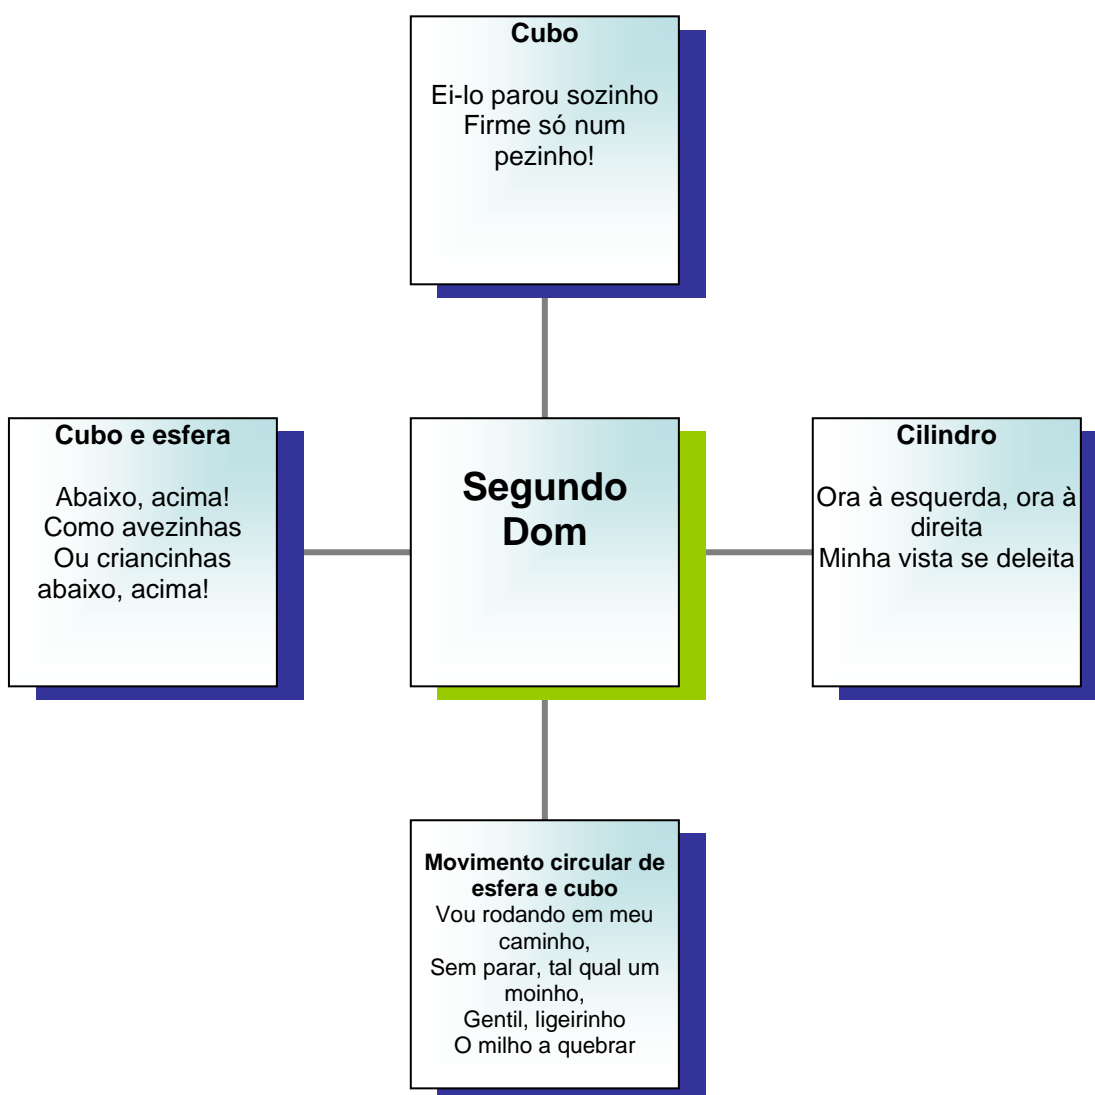 Cubo
Ei-lo parou sozinho
Firme só num
pezinho!
Cubo e esfera
Abaixo, acima!
Como avezinhas
Ou criancinhas
abaixo, acima!
Segundo
Dom
Cilindro
Ora à esquerda, ora à
direita
Minha vista se deleita
Movimento circular de
esfera e cubo
Vou rodando em meu
caminho,
Sem parar, tal qual um
moinho,
Gentil, ligeirinho
O milho a quebrar